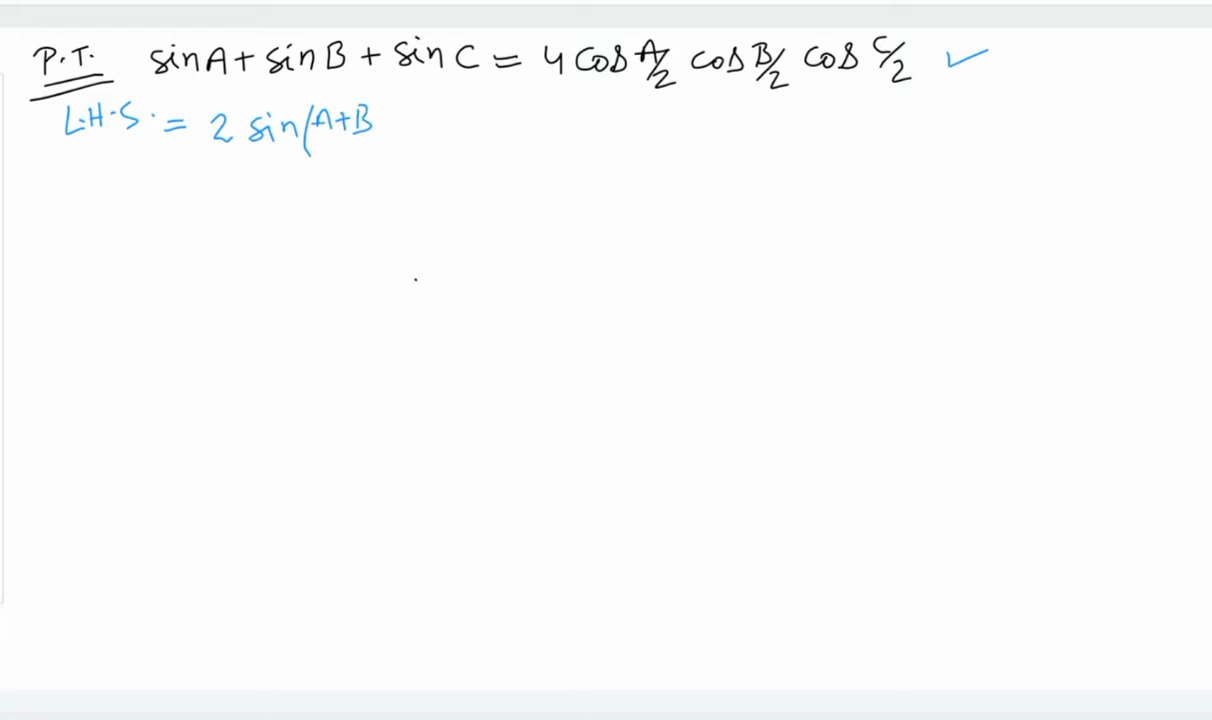 P.T. sinA + sinB + sinC = 4 cos A/2 cos B/2 cos C/2 ✓
L.H.S. = 2 sin(A+B